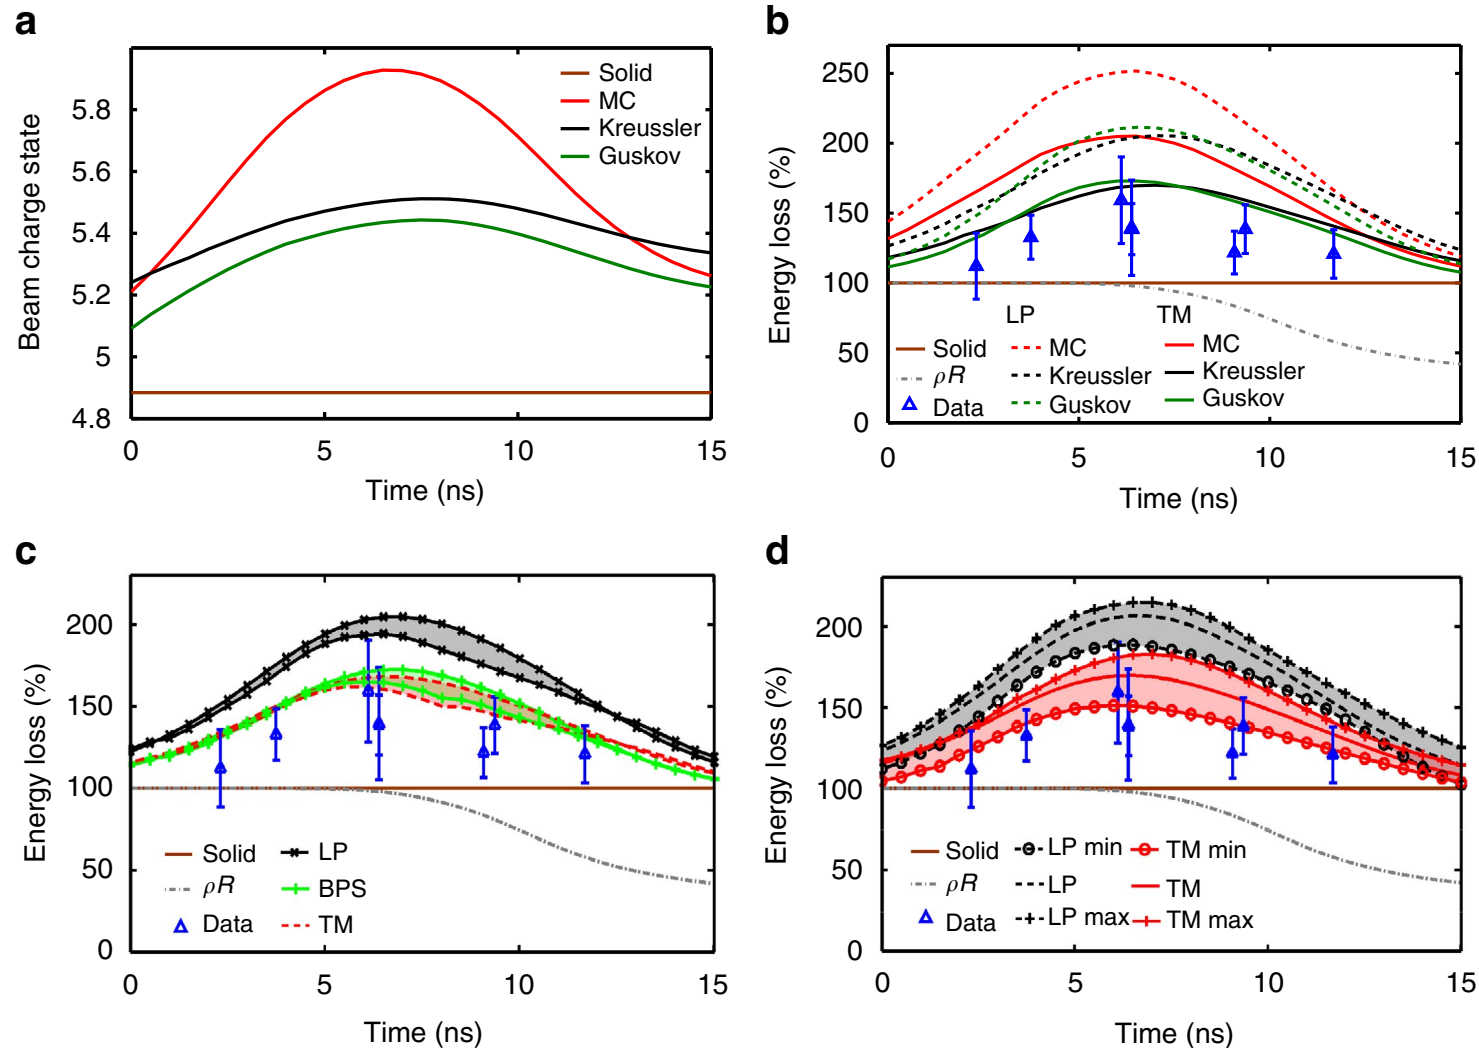 a
Beam charge state
5.8
5.6
5.4
5.2
5
4.8
0
5
10
15
Time (ns)
Solid
MC
Kreussler
Guskov
b
Energy loss (%)
250
200
150
100
50
0
0
5
10
15
Time (ns)
LP
TM
Solid
ρR
Data
MC
Kreussler
Guskov
MC
Kreussler
Guskov
c
Energy loss (%)
200
150
100
50
0
0
5
10
15
Time (ns)
Solid
ρR
Data
LP
BPS
TM
d
Energy loss (%)
200
150
100
50
0
0
5
10
15
Time (ns)
Solid
ρR
Data
LP min
LP
LP max
TM min
TM
TM max